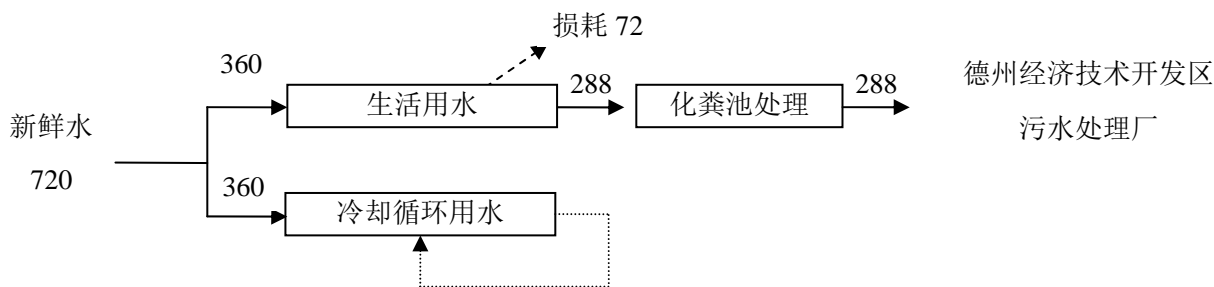 损耗 72
360
生活用水
288
化粪池处理
288
德州经济技术开发区
污水处理厂
新鲜水
720
360
冷却循环用水